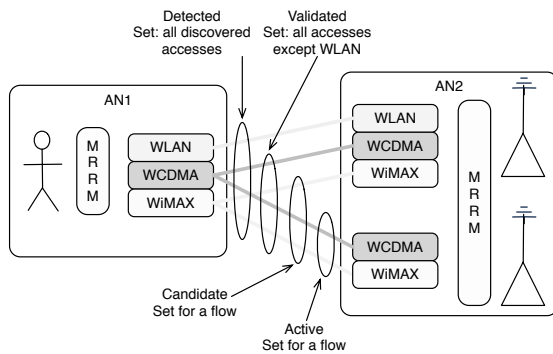 Detected
Set: all discovered
accesses
Validated
Set: all accesses
except WLAN
AN1
M
R
R
M
WLAN
WCDMA
WiMAX
AN2
WLAN
WCDMA
WiMAX
WCDMA
WiMAX
M
R
R
M
Candidate
Set for a flow
Active
Set for a flow